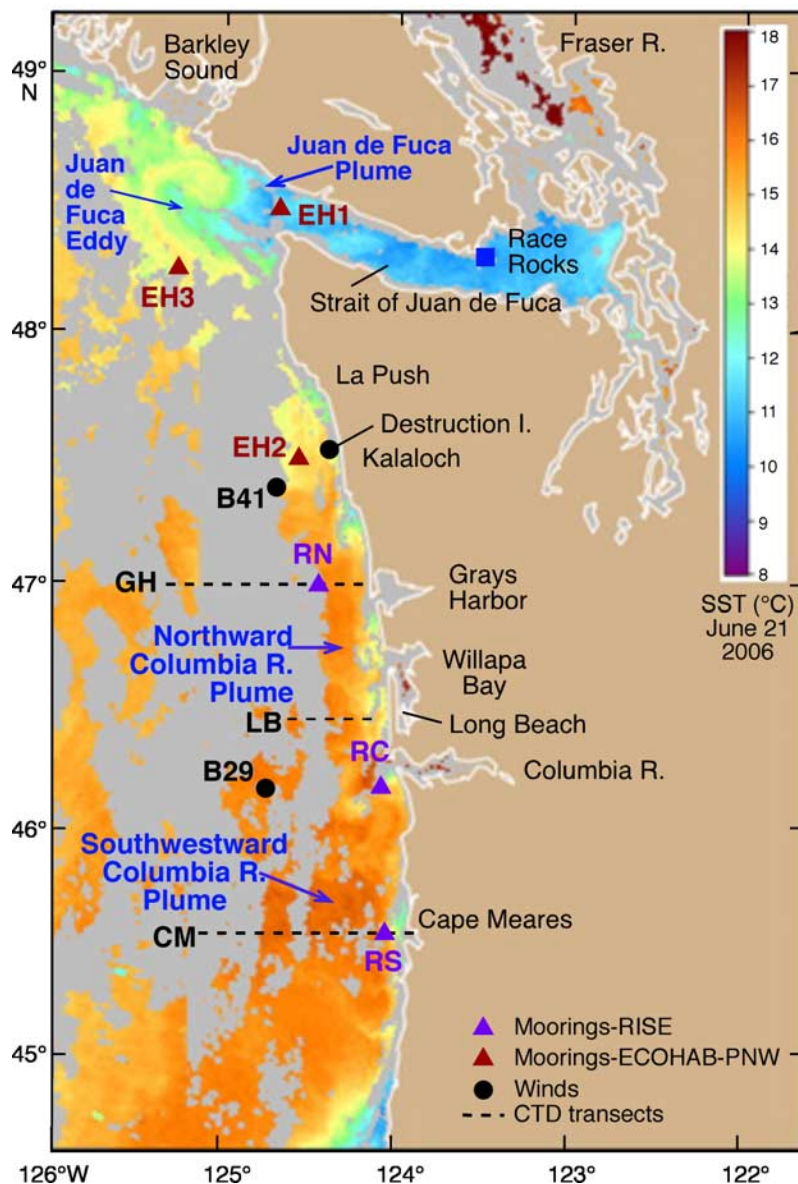 Barkley
Sound
Fraser R.
49°
N
Juan de Fuca
Plume
Juan
de
Fuca
Eddy
EH1
Race
Rocks
EH3
Strait of Juan de Fuca
48°
La Push
Destruction I.
EH2
Kalaloch
B41
RN
47°
GH
Grays
Harbor
Northward
Columbia R.
Plume
Willapa
Bay
LB
Long Beach
RC
B29
Columbia R.
46°
Southwestward
Columbia R.
Plume
Cape Meares
CM
RS
45°
Moorings-RISE
Moorings-ECOHAB-PNW
Winds
CTD transects
126°W
125°
124°
123°
122°
18
17
16
15
14
13
12
11
10
9
8
SST (°C)
June 21
2006